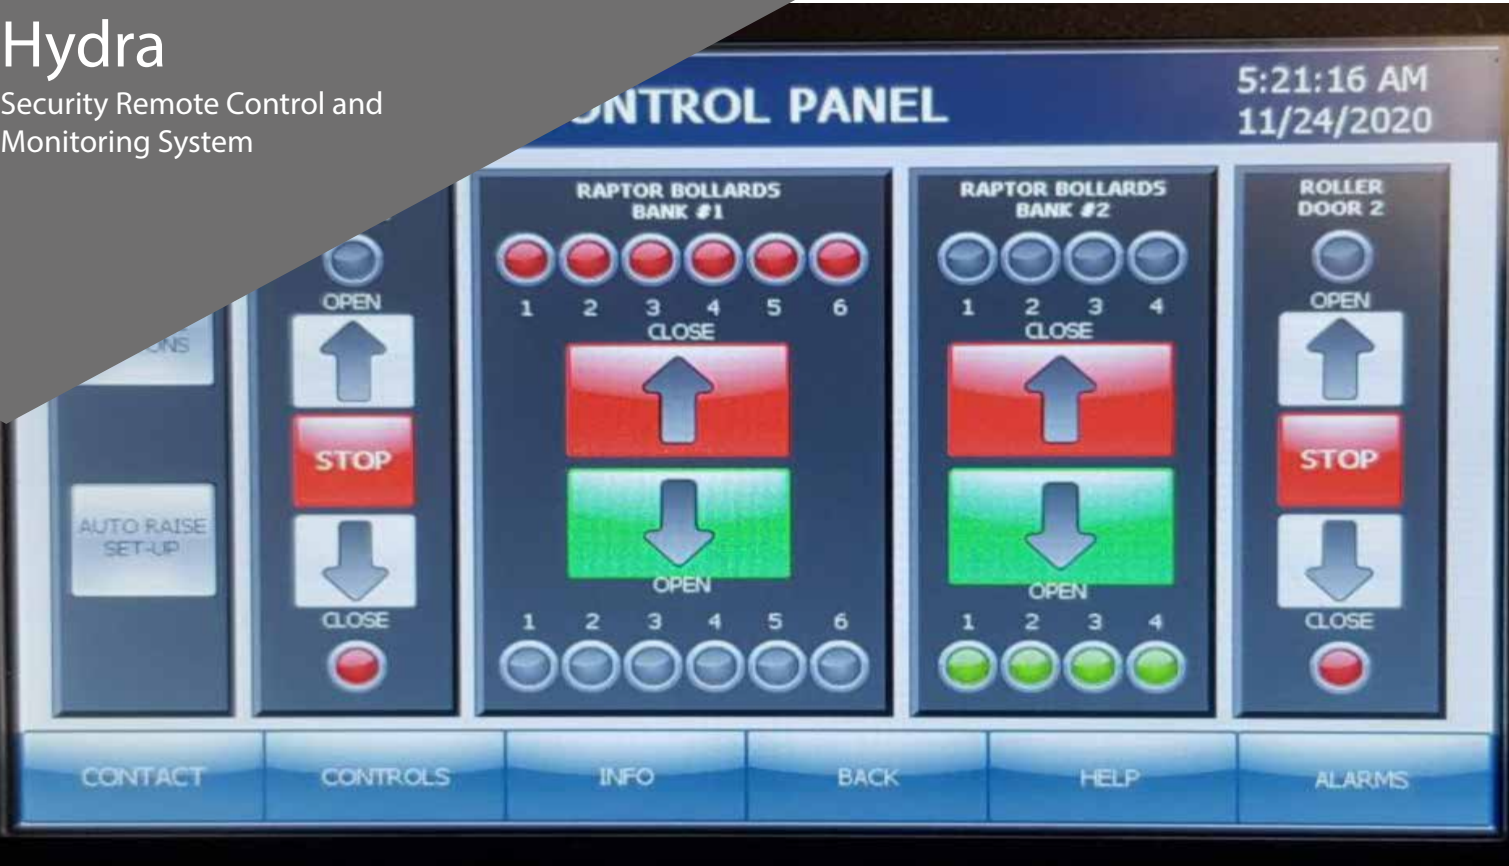 Hydra
Security Remote Control and
Monitoring System
ONTROL PANEL
5:21:16 AM
11/24/2020
OPEN
STOP
CLOSE
AUTO RAISE
SET-UP
RAPTOR BOLLARDS
BANK #1
1 2 3 4 5 6
CLOSE
OPEN
1 2 3 4 5 6
RAPTOR BOLLARDS
BANK #2
1 2 3 4
CLOSE
OPEN
1 2 3 4
ROLLER
DOOR 2
OPEN
STOP
CLOSE
CONTACT CONTROLS INFO BACK HELP ALARMS